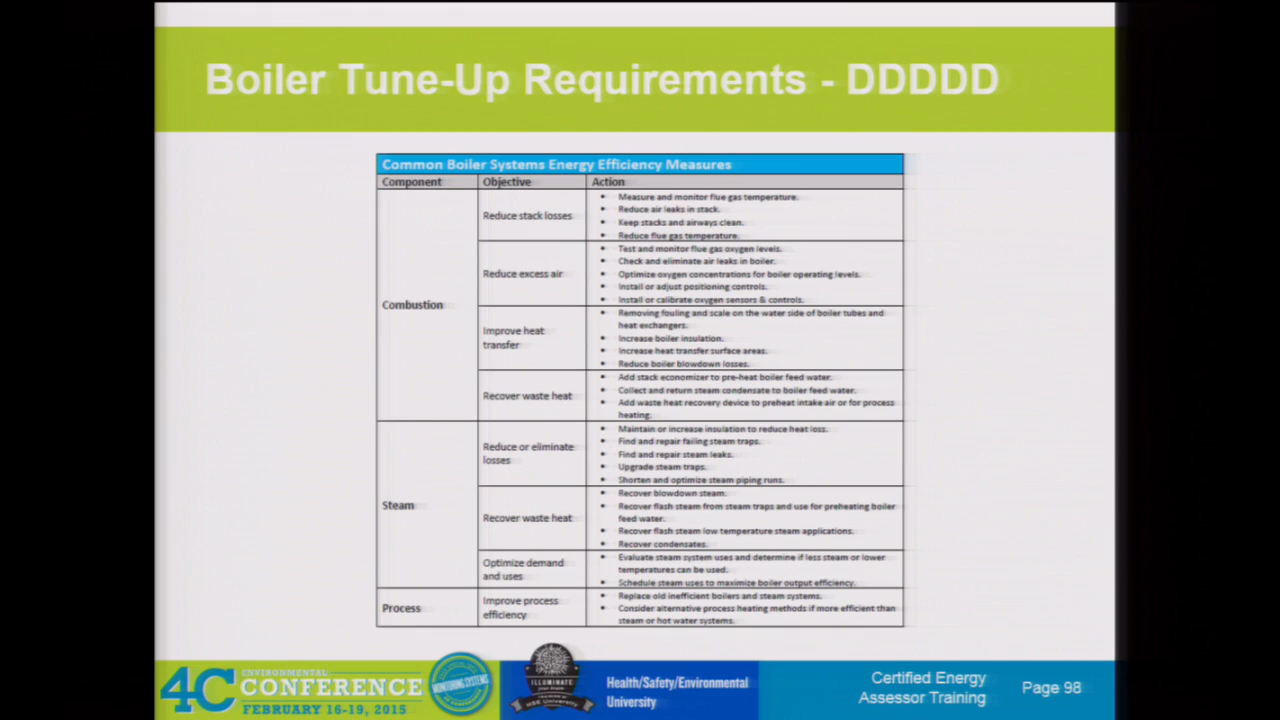 Boiler Tune-Up Requirements - DDDDD
Common Boiler Systems Energy Efficiency Measures
Component Objective Action
Combustion
Reduce stack losses
• Measure and monitor flue gas temperature.
• Reduce air leaks in stack.
• Keep stacks and airways clean.
• Reduce flue gas temperature.
Reduce excess air
• Test and monitor flue gas oxygen levels.
• Check and eliminate air leaks in boiler.
• Optimize oxygen concentrations for boiler operating levels.
• Install or adjust positioning controls.
• Install or calibrate oxygen sensors & controls.
Improve heat
transfer
• Removing fouling and scale on the water side of boiler tubes and
heat exchangers.
• Increase boiler insulation.
• Increase heat transfer surface areas.
• Reduce boiler blowdown losses.
Recover waste heat
• Add stack economizer to pre-heat boiler feed water.
• Collect and return steam condensate to boiler feed water.
• Add waste heat recovery device to preheat intake air or for process
heating.
Steam
Reduce or eliminate
losses
• Maintain or increase insulation to reduce heat loss.
• Find and repair failing steam traps.
• Find and repair steam leaks.
• Upgrade steam traps.
• Shorten and optimize steam piping runs.
Recover waste heat
• Recover blowdown steam.
• Recover flash steam from steam traps and use for preheating boiler
feed water.
• Recover flash steam low temperature steam applications.
• Recover condensates.
Optimize demand
and uses
• Evaluate steam system uses and determine if less steam or lower
temperatures can be used.
• Schedule steam uses to maximize boiler output efficiency.
Process
Improve process
efficiency
• Replace old inefficient boilers and steam systems.
• Consider alternative process heating methods if more efficient than
steam or hot water systems.
4C ENVIRONMENTAL
CONFERENCE
FEBRUARY 16-19, 2015
MONITORING SYSTEMS
ILLUMINATE
HSE University
Health/Safety/Environmental
University
Certified Energy
Assessor Training
Page 98